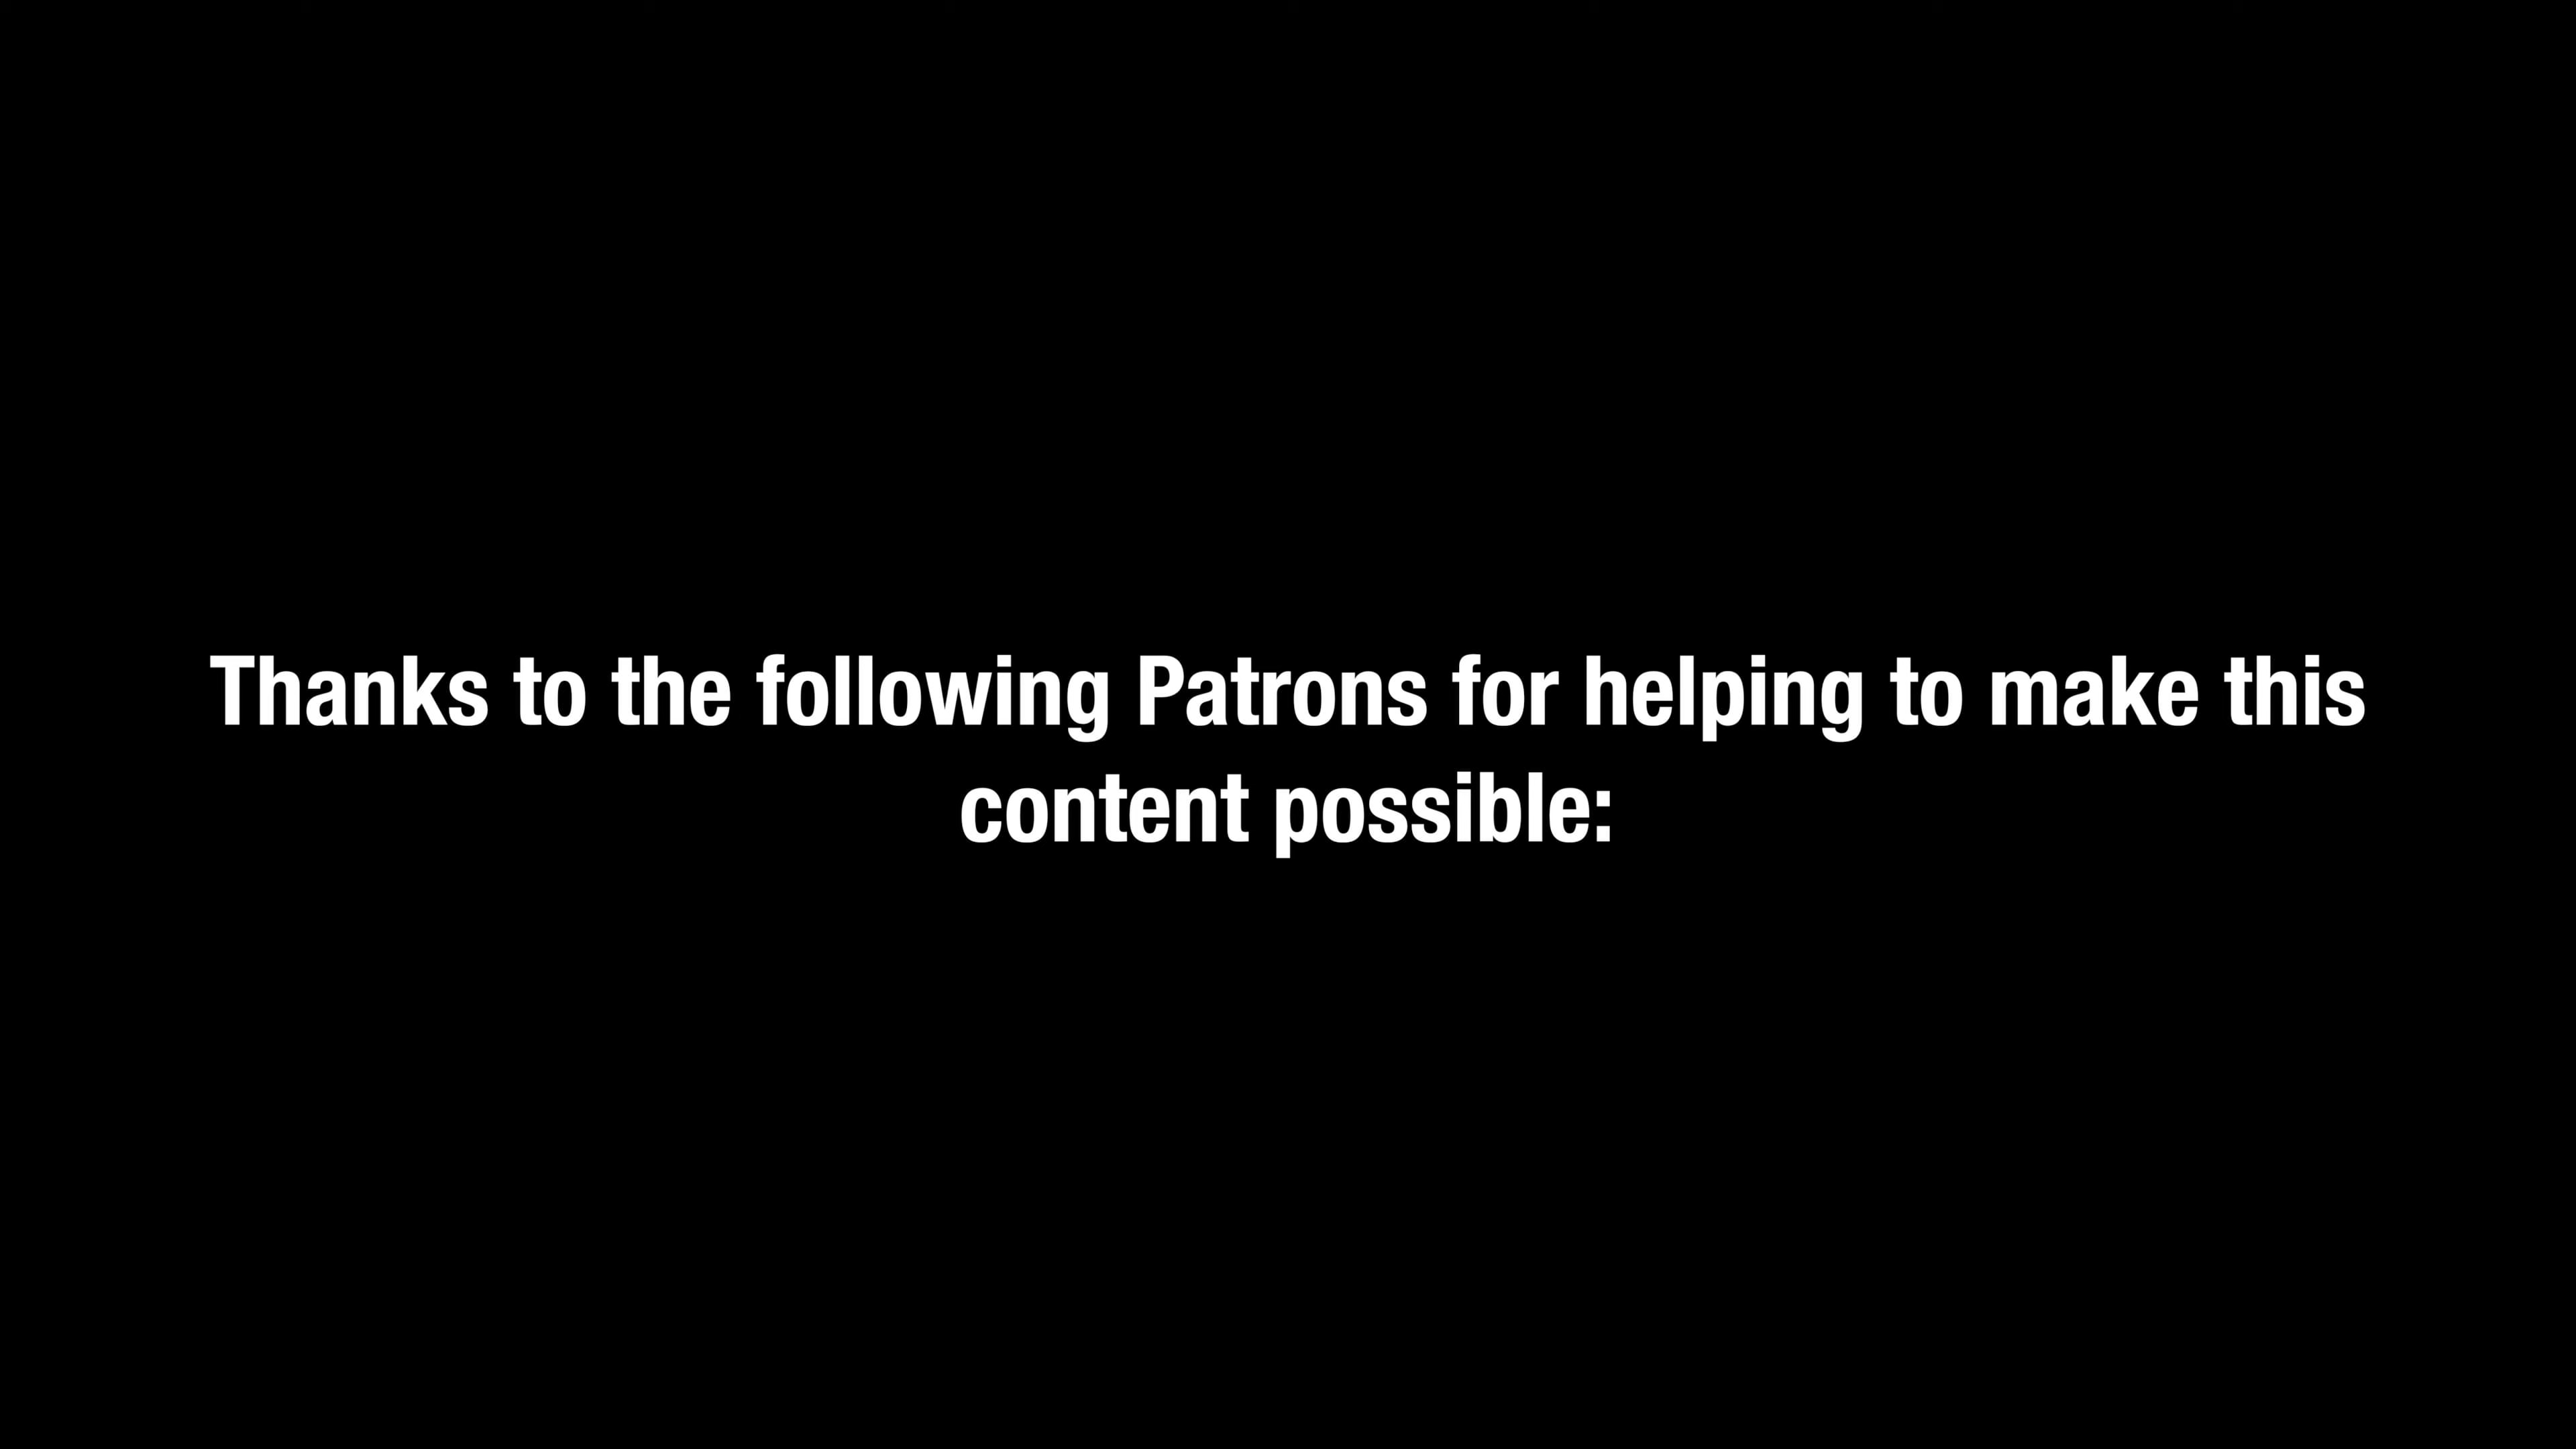 Thanks to the following Patrons for helping to make this
content possible: